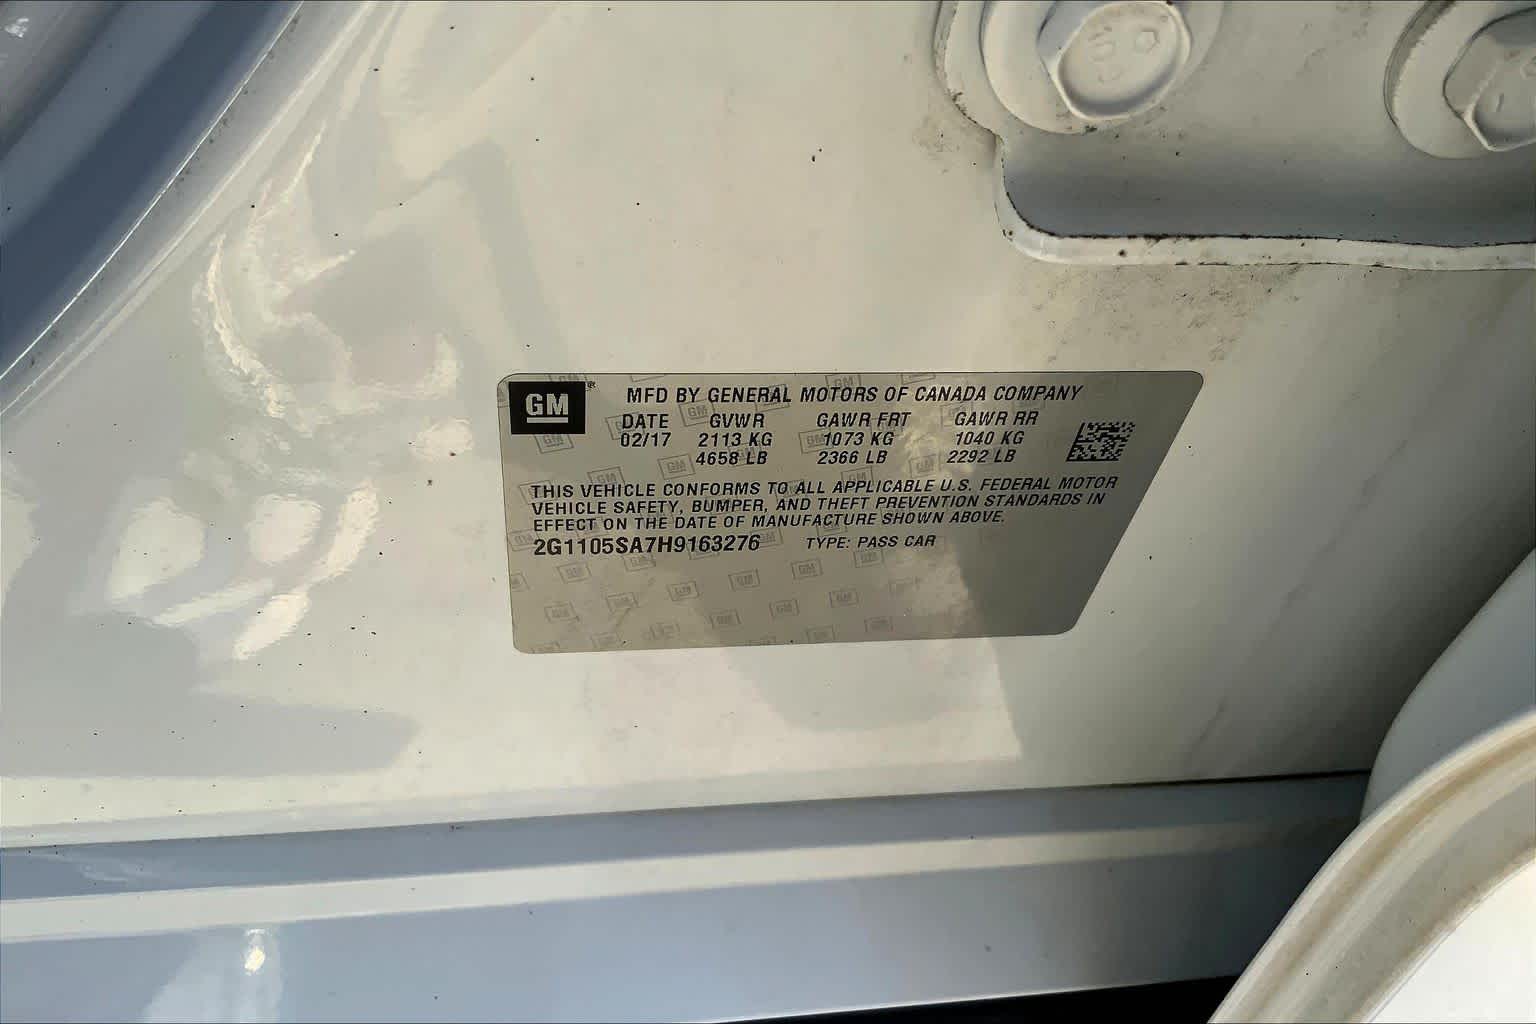 GM
MFD BY GENERAL MOTORS OF CANADA COMPANY
DATE GVWR GAWR FRT GAWR RR
02/17 2113 KG 1073 KG 1040 KG
4658 LB 2366 LB 2292 LB
THIS VEHICLE CONFORMS TO ALL APPLICABLE U.S. FEDERAL MOTOR
VEHICLE SAFETY, BUMPER, AND THEFT PREVENTION STANDARDS IN
EFFECT ON THE DATE OF MANUFACTURE SHOWN ABOVE.
2G1105SA7H9163276 TYPE: PASS CAR